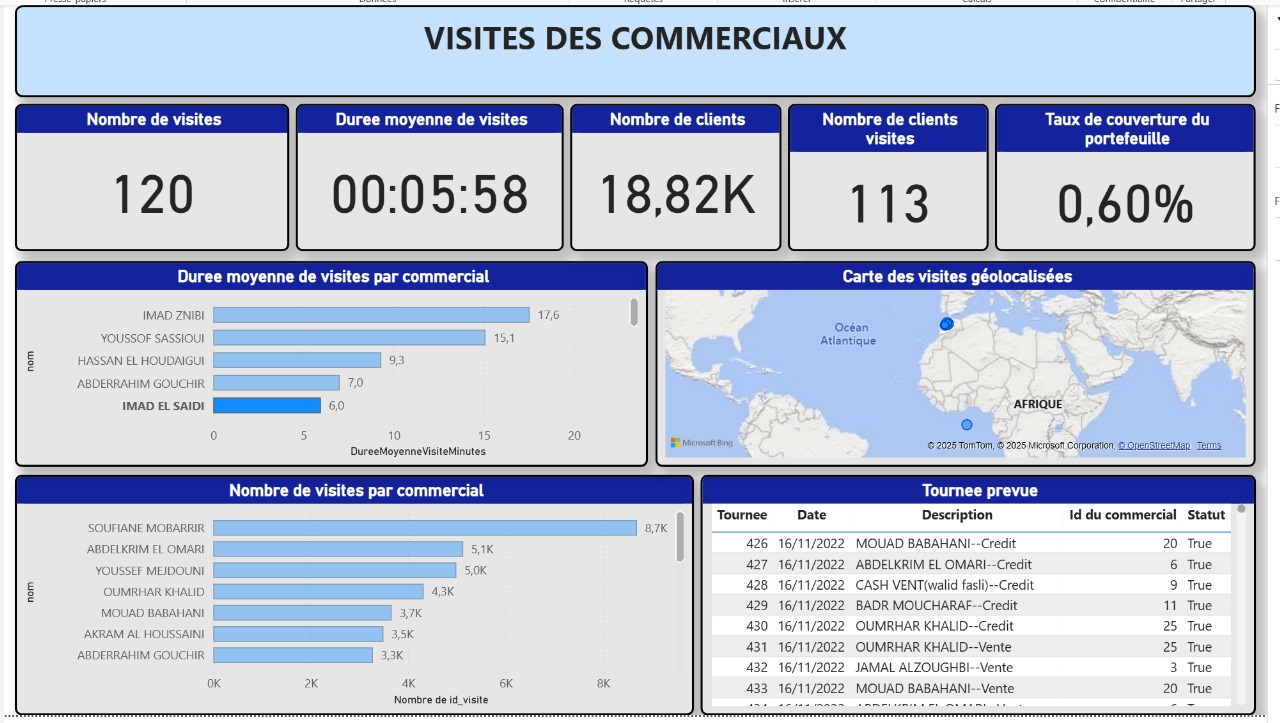 VISITES DES COMMERCIAUX
Nombre de visites
120
Duree moyenne de visites
00:05:58
Nombre de clients
18,82K
Nombre de clients
visites
113
Taux de couverture du
portefeuille
0,60%
Duree moyenne de visites par commercial
nom
IMAD ZNIBI 17,6
YOUSSOF SASSIOUI 15,1
HASSAN EL HOUDAIGUI 9,3
ABDERRAHIM GOUCHIR 7,0
IMAD EL SAIDI 6,0
0 5 10 15 20
DureeMoyenneVisiteMinutes
Carte des visites géolocalisées
Océan
Atlantique
AFRIQUE
Microsoft Bing
© 2025 TomTom, © 2025 Microsoft Corporation, © OpenStreetMap Terms
Nombre de visites par commercial
nom
SOUFIANE MOBARRIR 8,7K
ABDELKRIM EL OMARI 5,1K
YOUSSEF MEJDOUNI 5,0K
OUMRHAR KHALID 4,3K
MOUAD BABAHANI 3,7K
AKRAM AL HOUSSAINI 3,5K
ABDERRAHIM GOUCHIR 3,3K
0K 2K 4K 6K 8K
Nombre de id_visite
Tournee prevue
Tournee Date Description Id du commercial Statut
426 16/11/2022 MOUAD BABAHANI--Credit 20 True
427 16/11/2022 ABDELKRIM EL OMARI--Credit 6 True
428 16/11/2022 CASH VENT(walid fasli)--Credit 9 True
429 16/11/2022 BADR MOUCHARAF--Credit 11 True
430 16/11/2022 OUMRHAR KHALID--Credit 25 True
431 16/11/2022 OUMRHAR KHALID--Vente 25 True
432 16/11/2022 JAMAL ALZOUGHBI--Vente 3 True
433 16/11/2022 MOUAD BABAHANI--Vente 20 True